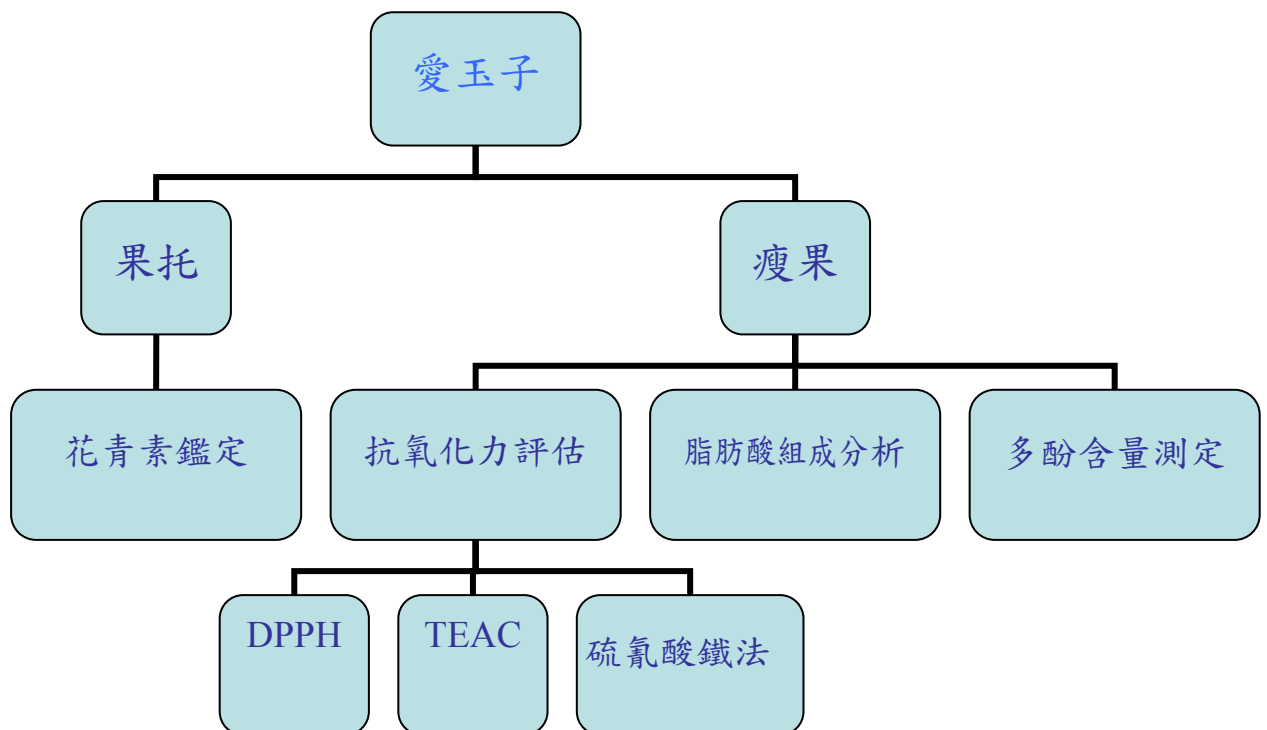 愛玉子
果托
瘦果
花青素鑑定
抗氧化力評估
脂肪酸組成分析
多酚含量測定
DPPH
TEAC
硫氰酸鐵法